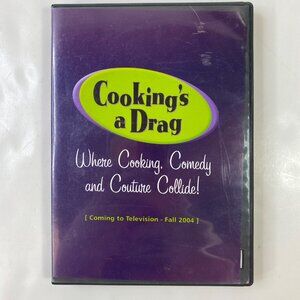 Cooking's
a Drag
Where Cooking, Comedy
and Couture Collide!
[ Coming to Television - Fall 2004 ]